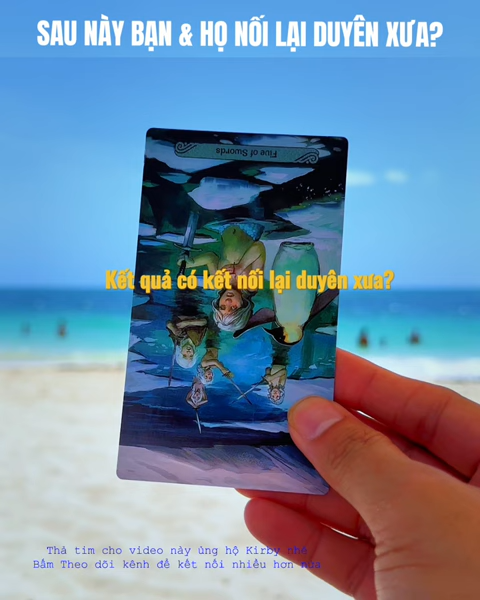 SAU NÀY BẠN & HỌ NỐI LẠI DUYÊN XƯA?
Five of Swords
Kết quả có kết nối lại duyên xưa?
Thả tim cho video này ủng hộ Kirby nhé
Bấm Theo dõi kênh để kết nối nhiều hơn nữa